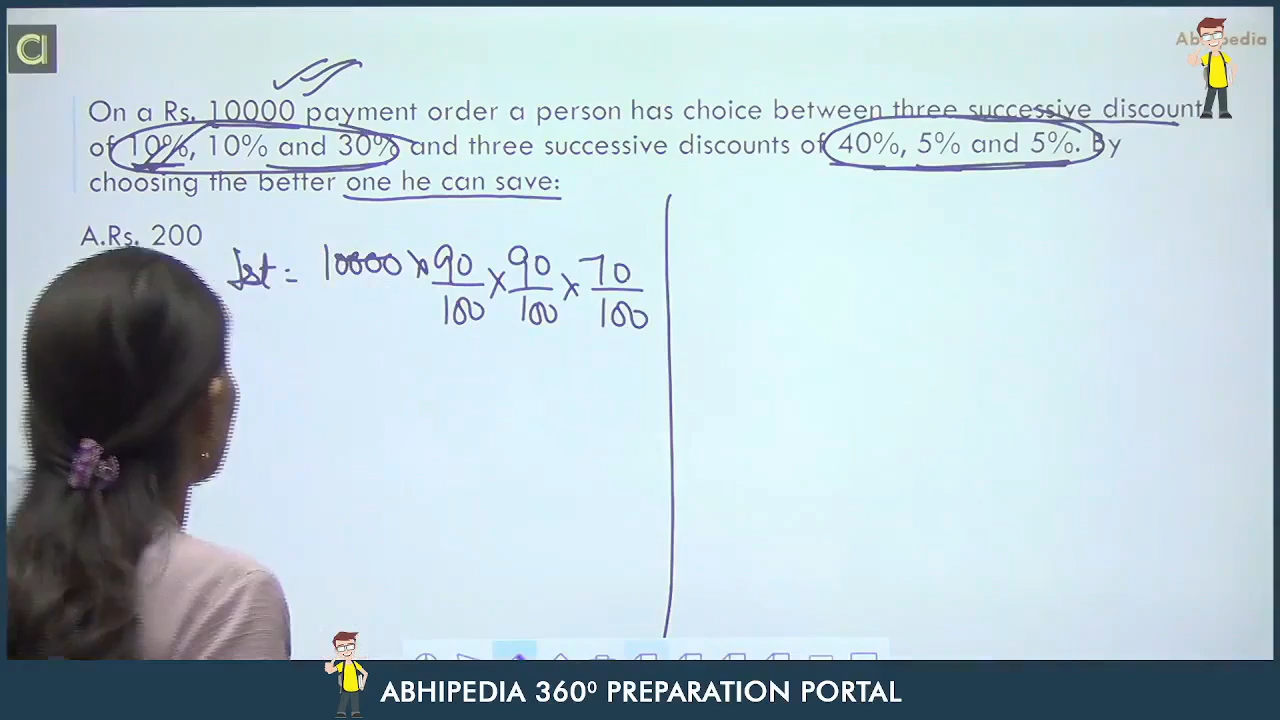 On a Rs. 10000 payment order a person has choice between three successive discount
of 10%, 10% and 30% and three successive discounts of 40%, 5% and 5%. By
choosing the better one he can save:
A.Rs. 200
Ist = 10000 × 90/100 × 90/100 × 70/100
ABHIPEDIA 360⁰ PREPARATION PORTAL